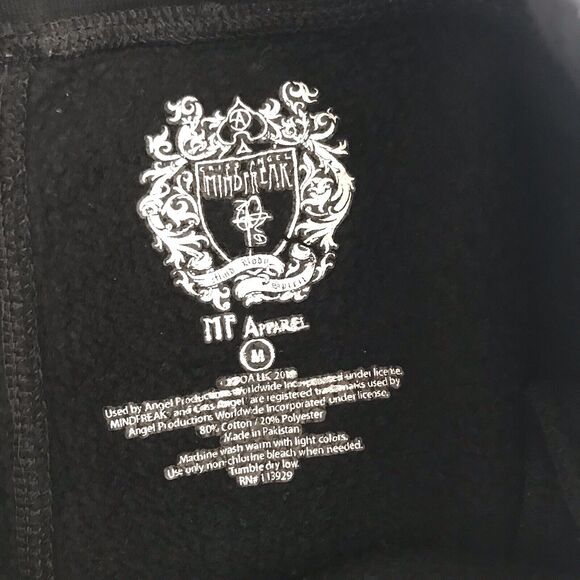 A
CRISS ANGEL
MINDFREAK
Mind Body
Spirit
MF APPAREL
M
Used by Angel Productions Worldwide Incorporated under license.
MINDFREAK and Criss Angel are registered trademarks used by
Angel Productions Worldwide Incorporated under license.
80% Cotton / 20% Polyester
Made in Pakistan
Machine wash warm with light colors.
Use only non-chlorine bleach when needed.
Tumble dry low.
RN# 113929